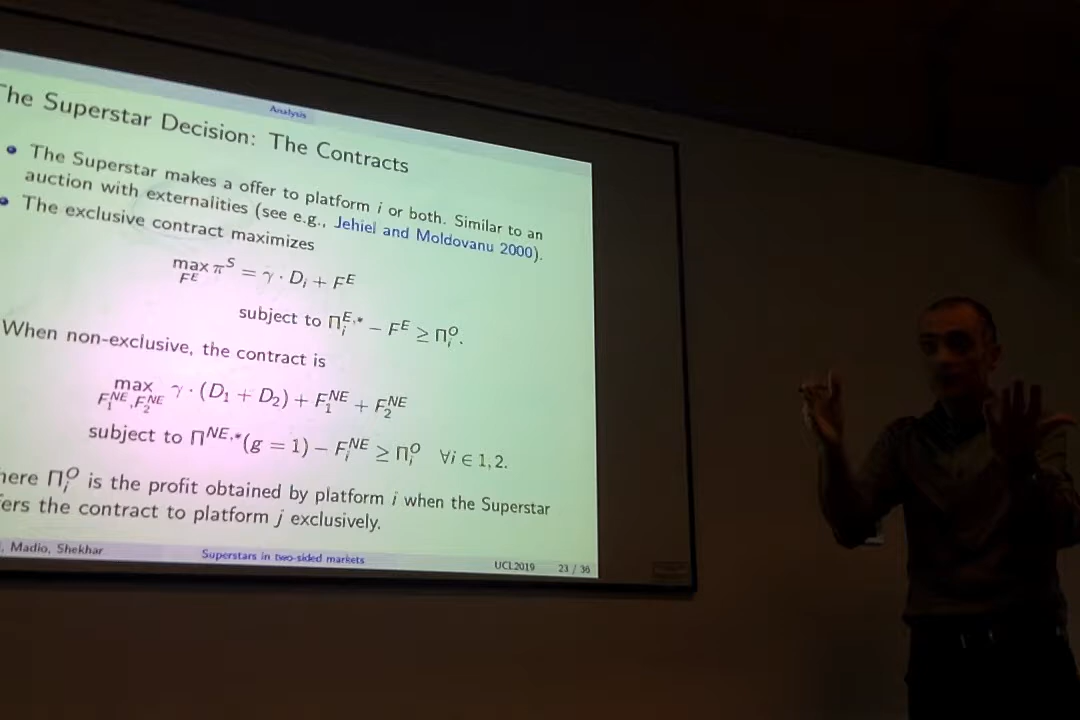 Analysis
The Superstar Decision: The Contracts
The Superstar makes a offer to platform i or both. Similar to an
auction with externalities (see e.g., Jehiel and Moldovanu 2000).
The exclusive contract maximizes
max π^S = γ · D_i + F^E
F^E
subject to Π_i^{E,*} − F^E ≥ Π_i^O.
When non-exclusive, the contract is
max γ · (D_1 + D_2) + F_1^{NE} + F_2^{NE}
F_1^{NE}, F_2^{NE}
subject to Π^{NE,*}(g = 1) − F_i^{NE} ≥ Π_i^O ∀i ∈ 1, 2.
here Π_i^O is the profit obtained by platform i when the Superstar
ers the contract to platform j exclusively.
, Madio, Shekhar
Superstars in two-sided markets
UCL2019 23 / 36